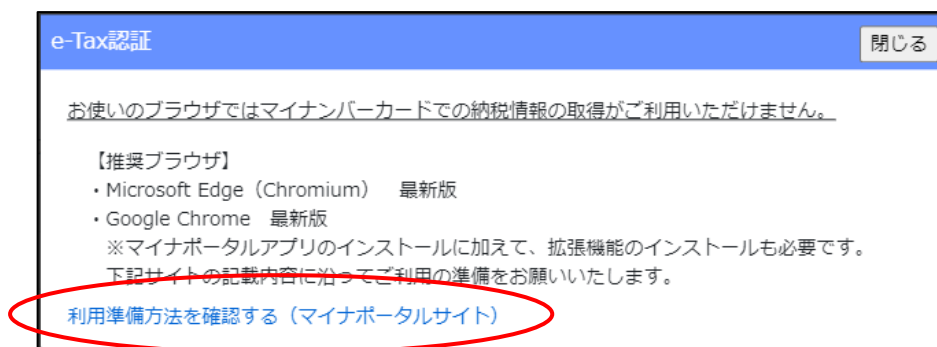 e-Tax認証
閉じる
お使いのブラウザではマイナンバーカードでの納税情報の取得がご利用いただけません。
【推奨ブラウザ】
・Microsoft Edge（Chromium）　最新版
・Google Chrome　最新版
※マイナポータルアプリのインストールに加えて、拡張機能のインストールも必要です。
下記サイトの記載内容に沿ってご利用の準備をお願いいたします。
利用準備方法を確認する（マイナポータルサイト）